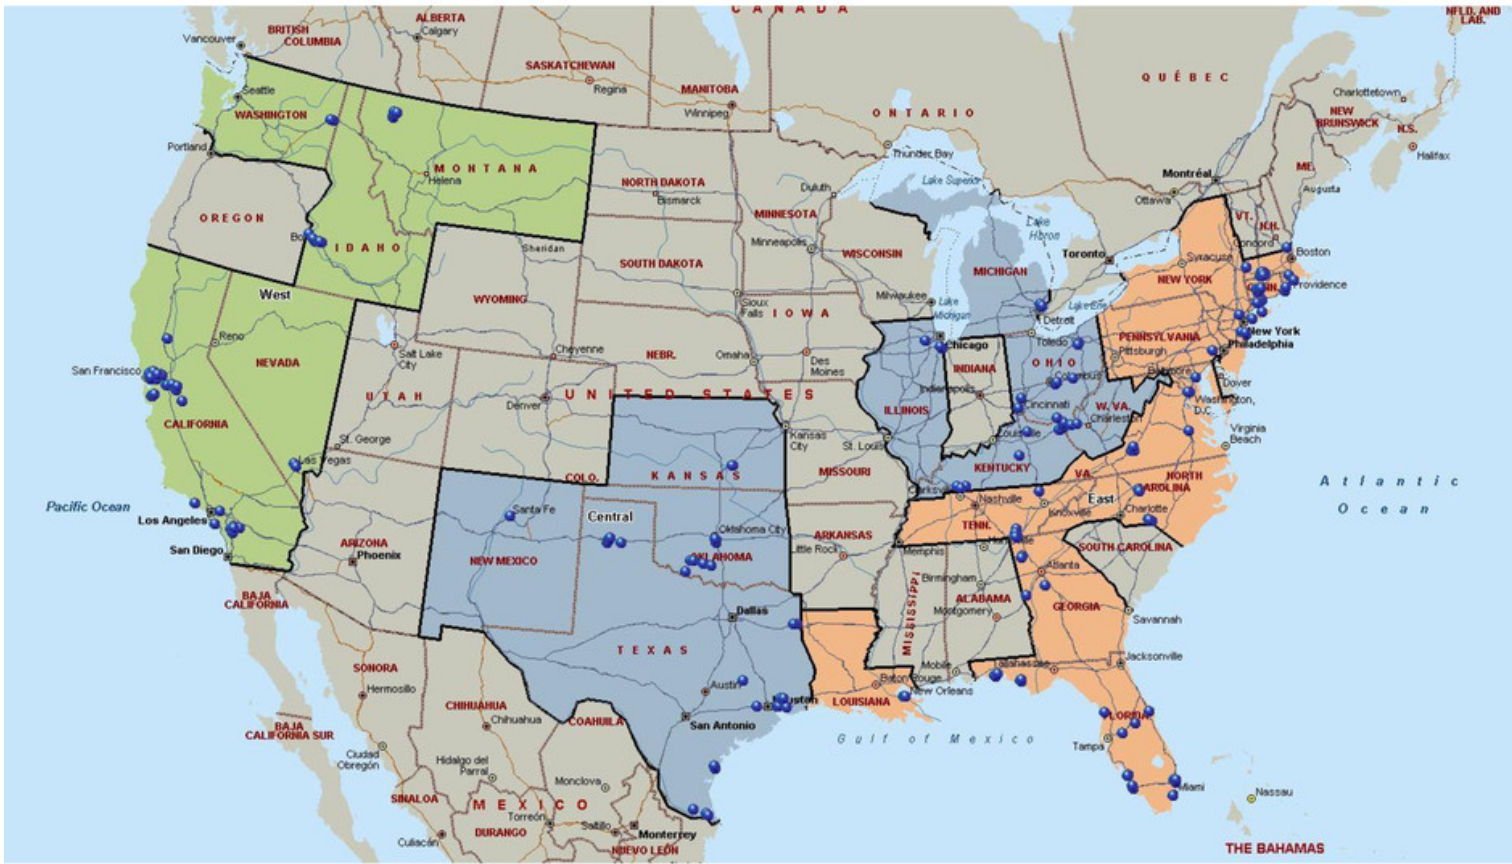 CANADA
NFLD. AND
LAB.
ALBERTA
Calgary
BRITISH
COLUMBIA
Vancouver
SASKATCHEWAN
Regina
MANITOBA
Winnipeg
ONTARIO
QUÉBEC
Charlottetown
NEW
BRUNSWICK
N.S.
Halifax
Seattle
WASHINGTON
Portland
MONTANA
Helena
NORTH DAKOTA
Bismarck
Duluth
Thunder Bay
Lake Superior
Montréal
Ottawa
ME.
Augusta
OREGON
IDAHO
Sheridan
MINNESOTA
Minneapolis
WISCONSIN
Lake
Huron
Toronto
VT.
N.H.
Concord
Boston
SOUTH DAKOTA
MICHIGAN
Syracuse
NEW YORK
Providence
CONN.
West
WYOMING
Sioux
Falls
IOWA
Milwaukee
Lake
Michigan
Lake Erie
Detroit
Reno
NEVADA
Salt Lake
City
Cheyenne
NEBR.
Omaha
Des
Moines
Chicago
Toledo
OHIO
PENNSYLVANIA
Pittsburgh
New York
Philadelphia
San Francisco
UTAH
Denver
UNITED STATES
INDIANA
Indianapolis
Columbus
Baltimore
Dover
Washington,
D.C.
CALIFORNIA
St. George
Las Vegas
COLO.
KANSAS
Kansas
City
St. Louis
MISSOURI
ILLINOIS
Cincinnati
Louisville
W. VA.
Charleston
Virginia
Beach
KENTUCKY
VA.
Pacific Ocean
Los Angeles
San Diego
ARIZONA
Phoenix
Santa Fe
NEW MEXICO
Central
Oklahoma City
OKLAHOMA
ARKANSAS
Little Rock
Nashville
TENN.
Knoxville
East
NORTH
CAROLINA
Charlotte
Atlantic
Ocean
Memphis
SOUTH CAROLINA
BAJA
CALIFORNIA
Dallas
TEXAS
MISSISSIPPI
Birmingham
ALABAMA
Montgomery
Atlanta
GEORGIA
Savannah
SONORA
Hermosillo
CHIHUAHUA
Chihuahua
COAHUILA
Austin
San Antonio
Houston
Baton Rouge
LOUISIANA
New Orleans
Mobile
Tallahassee
Jacksonville
BAJA
CALIFORNIA SUR
Ciudad
Obregón
Hidalgo del
Parral
Monclova
Gulf of Mexico
FLORIDA
Tampa
Miami
Nassau
SINALOA
MEXICO
Culiacán
DURANGO
Torreón
Saltillo
Monterrey
NUEVO LEÓN
THE BAHAMAS